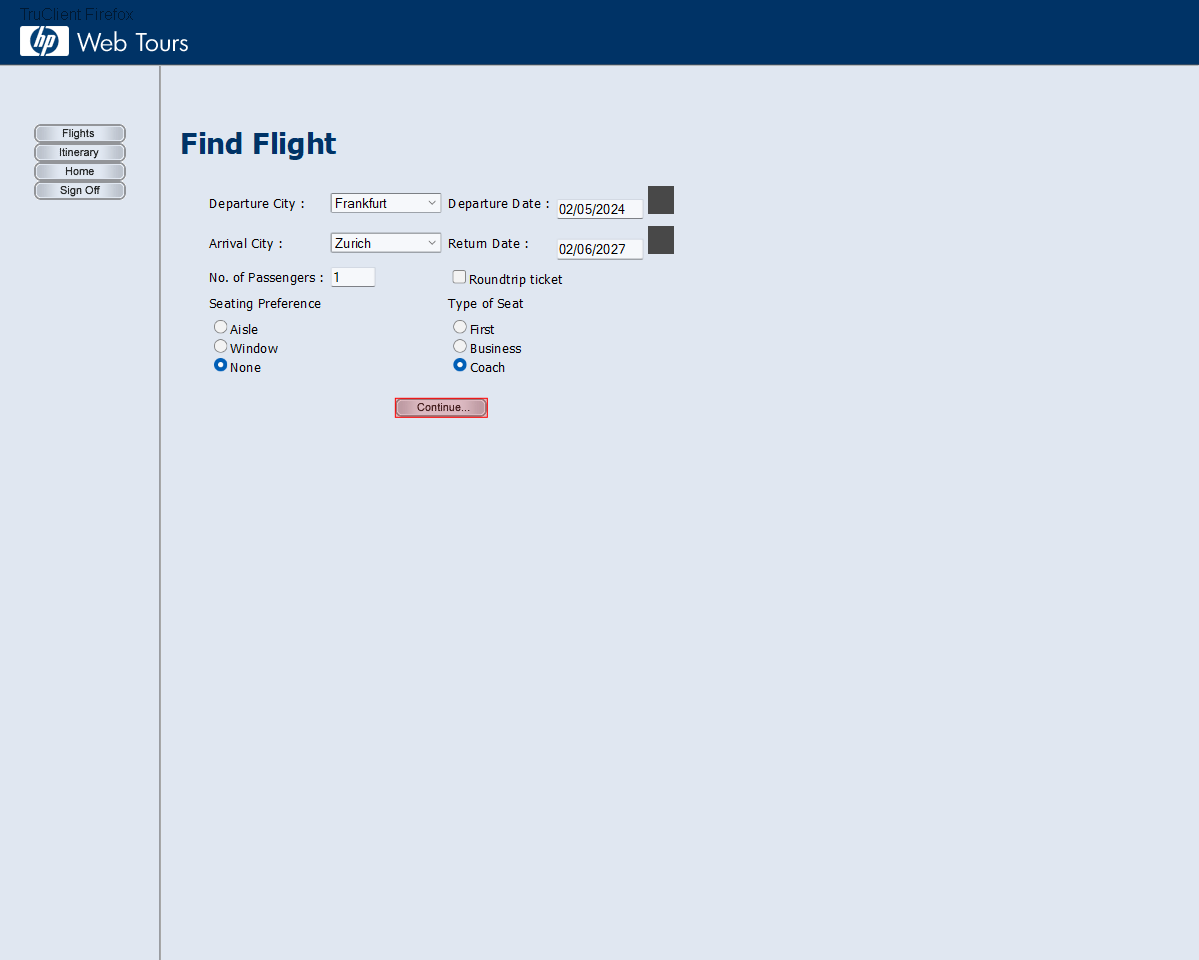 TruClient Firefox
hp Web Tours
Flights
Itinerary
Home
Sign Off
Find Flight
Departure City : Frankfurt Departure Date : 02/05/2024
Arrival City : Zurich Return Date : 02/06/2027
No. of Passengers : 1 Roundtrip ticket
Seating Preference Type of Seat
Aisle First
Window Business
None Coach
Continue...